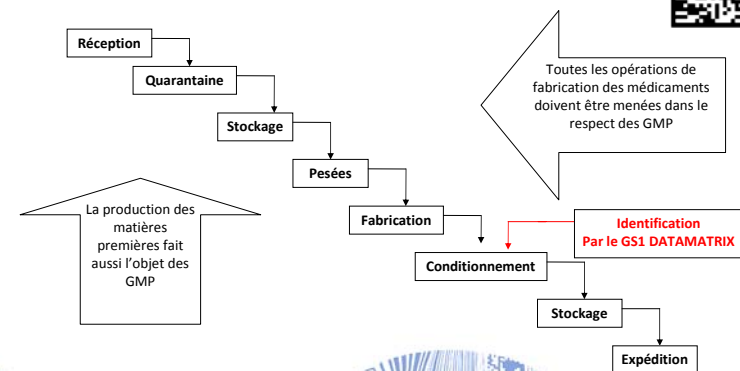 Réception
Quarantaine
Stockage
Pesées
Fabrication
Conditionnement
Stockage
Expédition
Toutes les opérations de
fabrication des médicaments
doivent être menées dans le
respect des GMP
La production des
matières
premières fait
aussi l’objet des
GMP
Identification
Par le GS1 DATAMATRIX